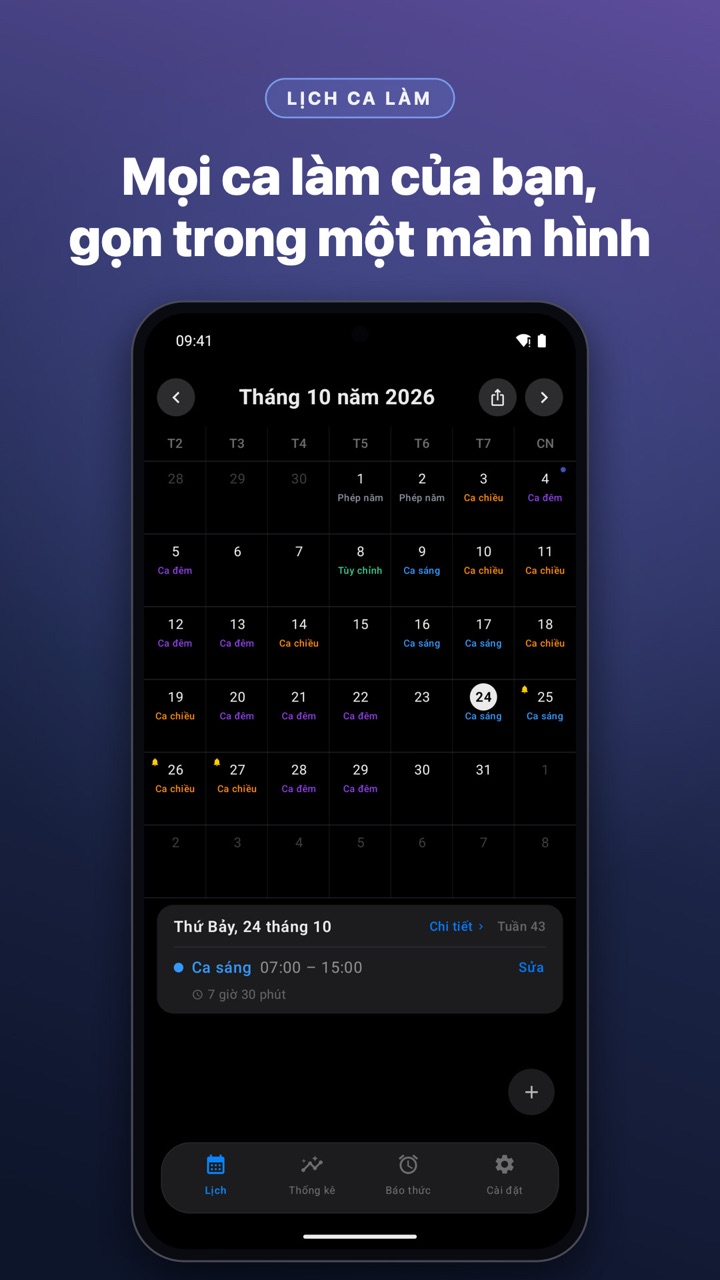 LỊCH CA LÀM
Mọi ca làm của bạn,
gọn trong một màn hình
09:41
Tháng 10 năm 2026
T2 T3 T4 T5 T6 T7 CN
28 29 30 1 2 3 4
Phép năm Phép năm Ca chiều Ca đêm
5 6 7 8 9 10 11
Ca đêm Tùy chỉnh Ca sáng Ca chiều Ca chiều
12 13 14 15 16 17 18
Ca đêm Ca đêm Ca chiều Ca sáng Ca sáng Ca chiều
19 20 21 22 23 24 25
Ca chiều Ca đêm Ca đêm Ca đêm Ca sáng Ca sáng
26 27 28 29 30 31 1
Ca chiều Ca chiều Ca đêm Ca đêm
2 3 4 5 6 7 8
Thứ Bảy, 24 tháng 10 Chi tiết › Tuần 43
Ca sáng 07:00 – 15:00 Sửa
7 giờ 30 phút
+
Lịch Thống kê Báo thức Cài đặt